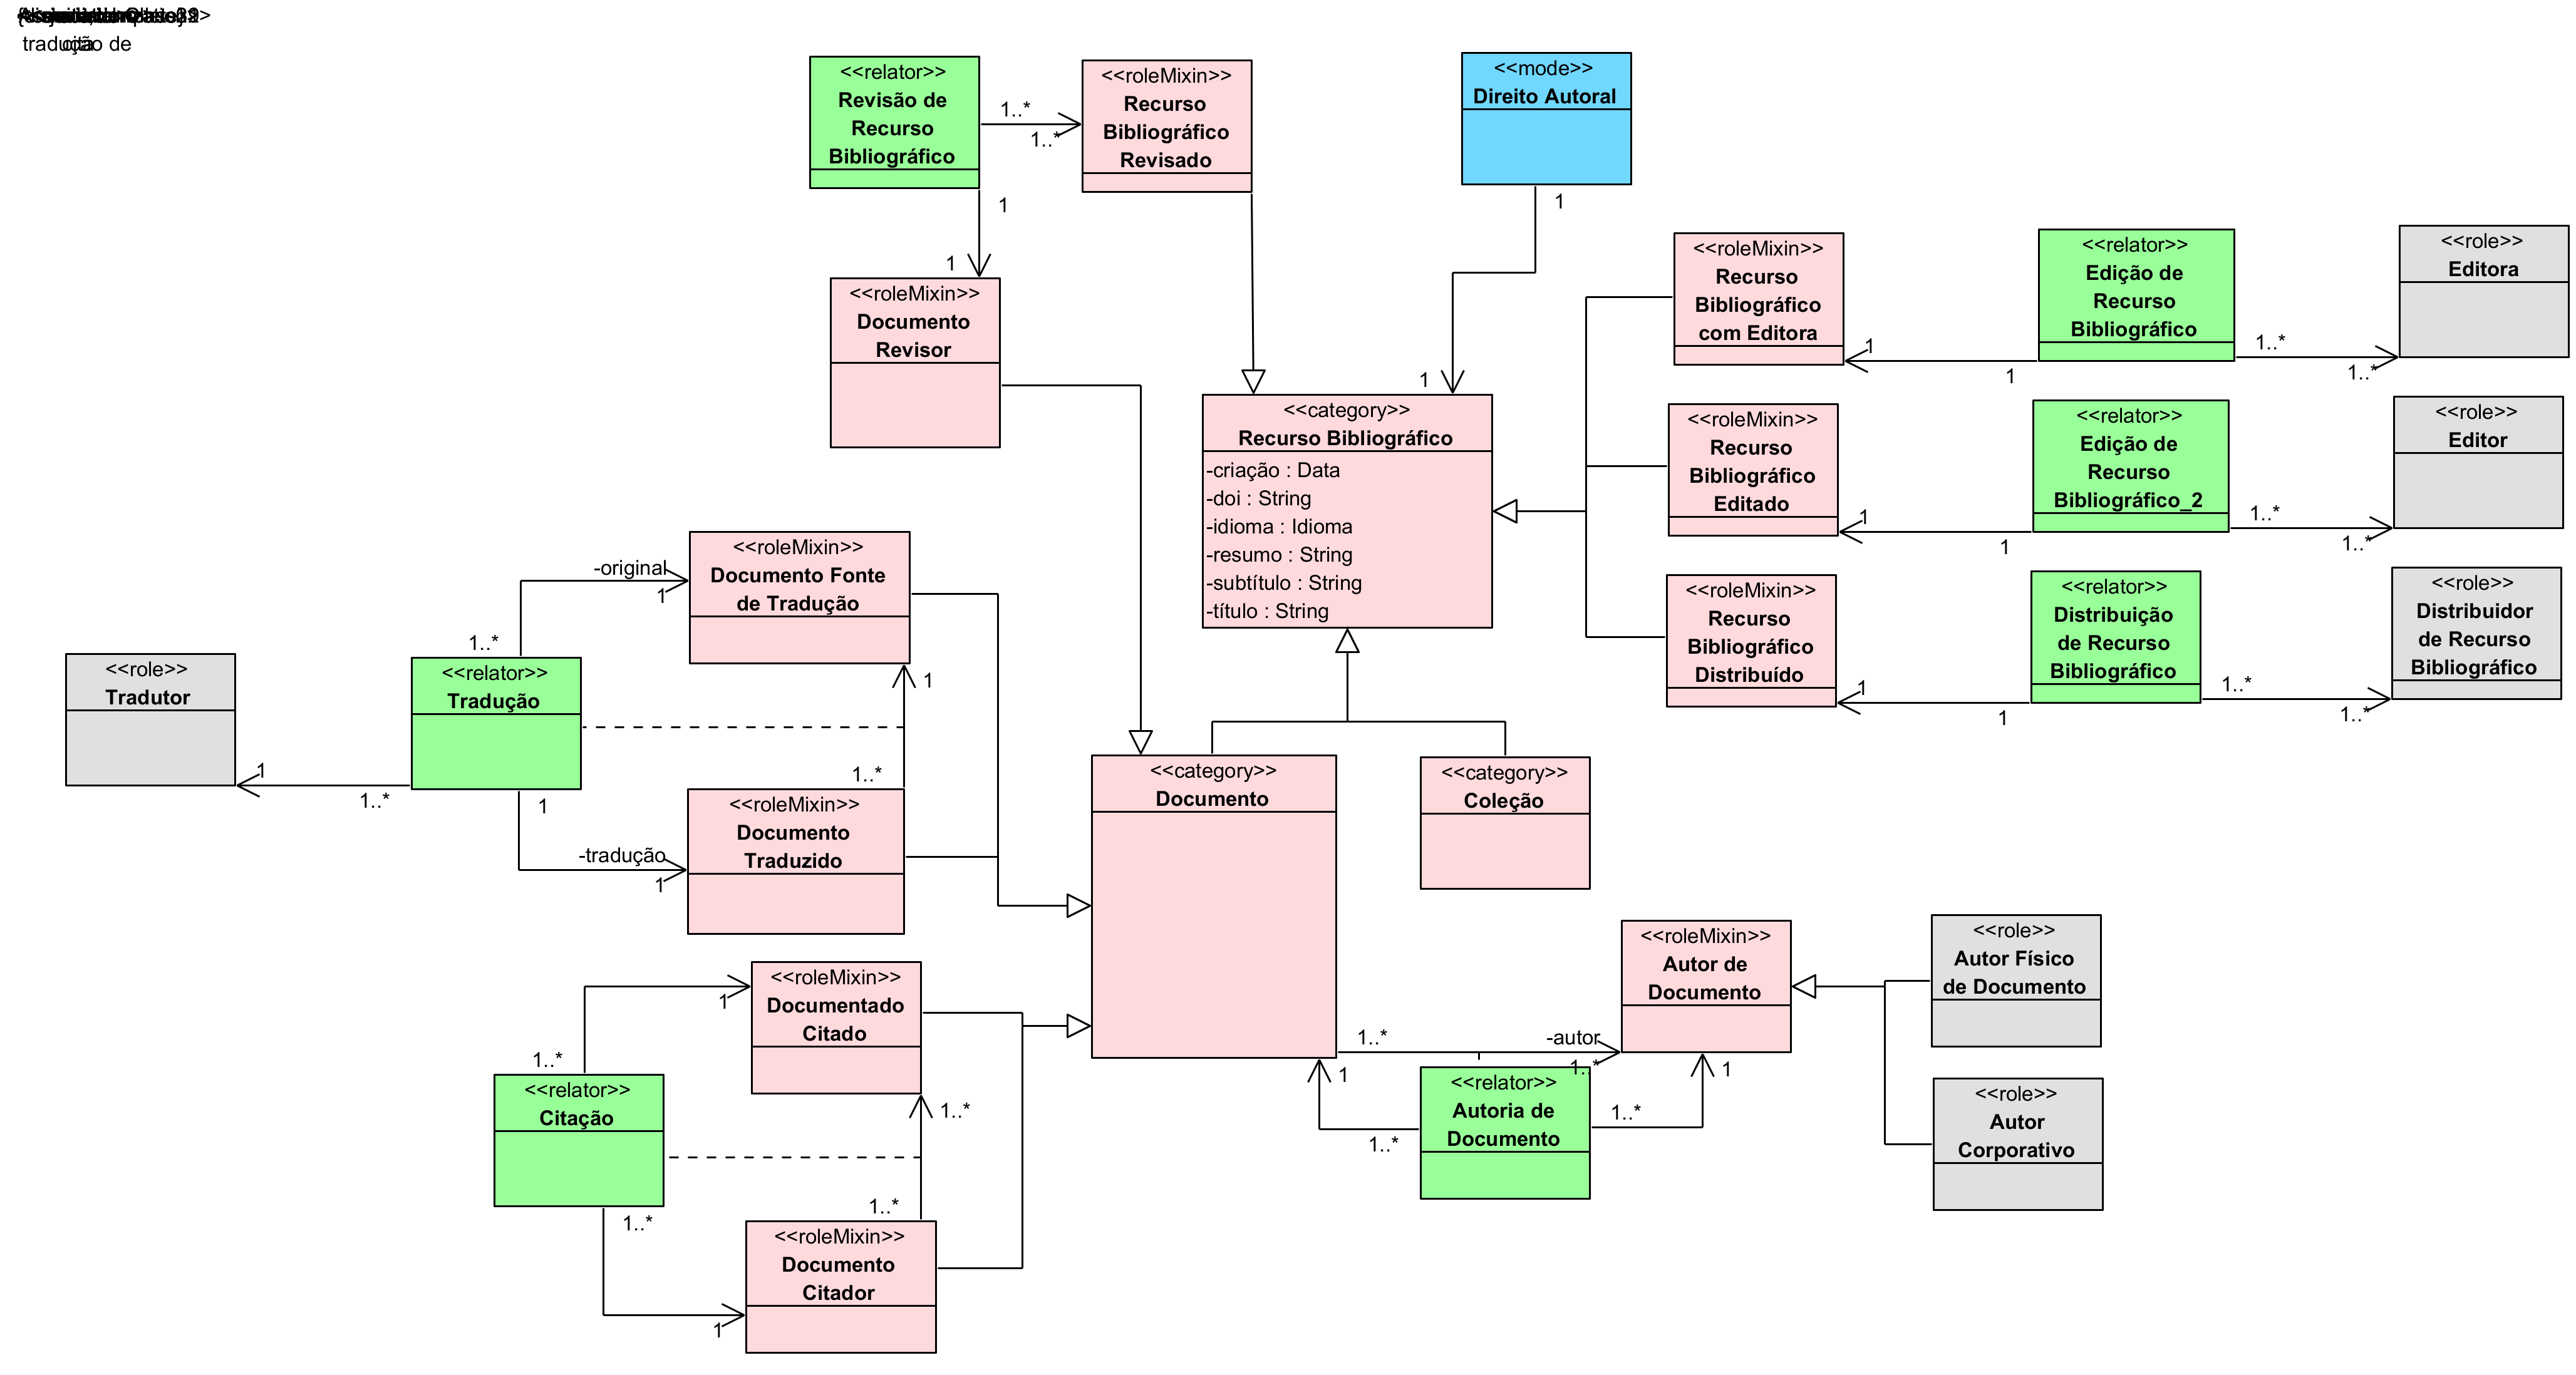 tradução
ção de
<<relator>>
Revisão de
Recurso
Bibliográfico
1..*
1..*
1
1
<<roleMixin>>
Recurso
Bibliográfico
Revisado
<<mode>>
Direito Autoral
1
1
<<roleMixin>>
Documento
Revisor
<<roleMixin>>
Recurso
Bibliográfico
com Editora
1
1
<<relator>>
Edição de
Recurso
Bibliográfico
1..*
1..*
<<role>>
Editora
<<category>>
Recurso Bibliográfico
-criação : Data
-doi : String
-idioma : Idioma
-resumo : String
-subtítulo : String
-título : String
<<roleMixin>>
Recurso
Bibliográfico
Editado
1
1
<<relator>>
Edição de
Recurso
Bibliográfico_2
1..*
1..*
<<role>>
Editor
<<roleMixin>>
Recurso
Bibliográfico
Distribuído
1
1
<<relator>>
Distribuição
de Recurso
Bibliográfico
1..*
1..*
<<role>>
Distribuidor
de Recurso
Bibliográfico
-original
1
1..*
<<roleMixin>>
Documento Fonte
de Tradução
1
1..*
<<role>>
Tradutor
1
1..*
<<relator>>
Tradução
1
-tradução
1
<<roleMixin>>
Documento
Traduzido
<<category>>
Documento
<<category>>
Coleção
<<roleMixin>>
Documentado
Citado
1
1..*
1..*
1..*
<<relator>>
Citação
1..*
1
<<roleMixin>>
Documento
Citador
1..*
-autor
1..*
1
1..*
<<relator>>
Autoria de
Documento
1..*
1
<<roleMixin>>
Autor de
Documento
<<role>>
Autor Físico
de Documento
<<role>>
Autor
Corporativo